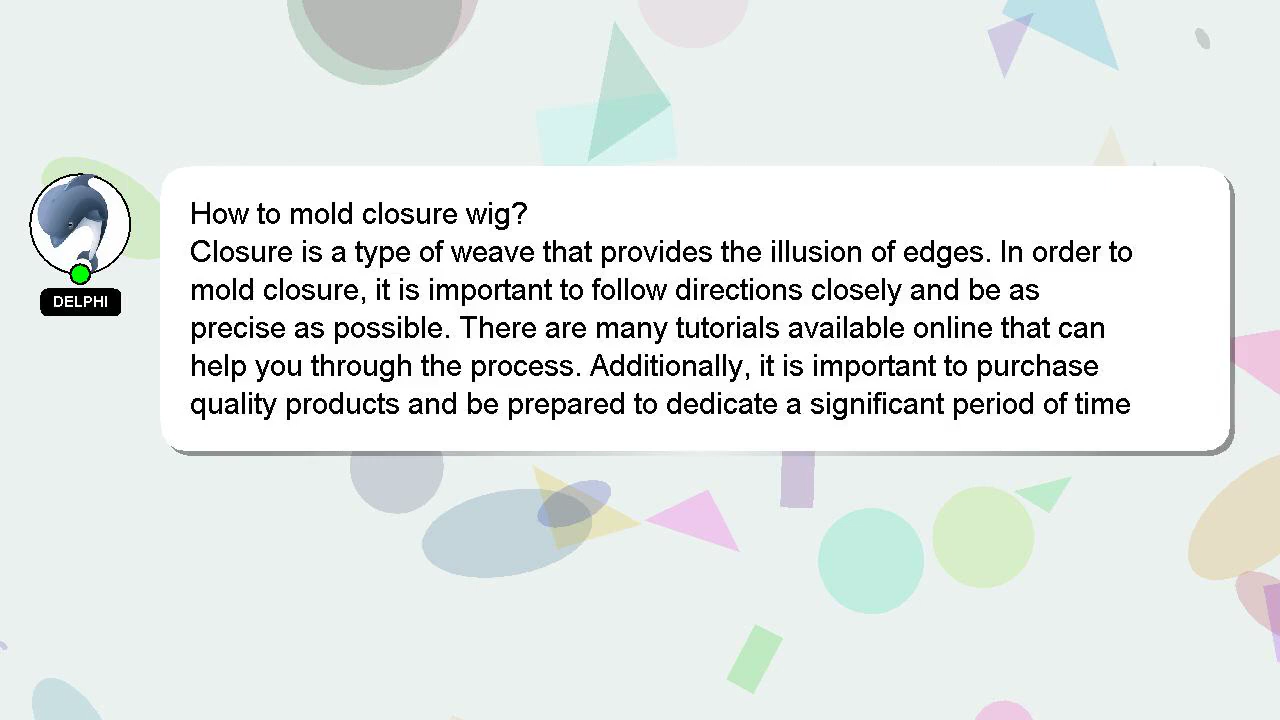 How to mold closure wig?
Closure is a type of weave that provides the illusion of edges. In order to
mold closure, it is important to follow directions closely and be as
precise as possible. There are many tutorials available online that can
help you through the process. Additionally, it is important to purchase
quality products and be prepared to dedicate a significant period of time
DELPHI